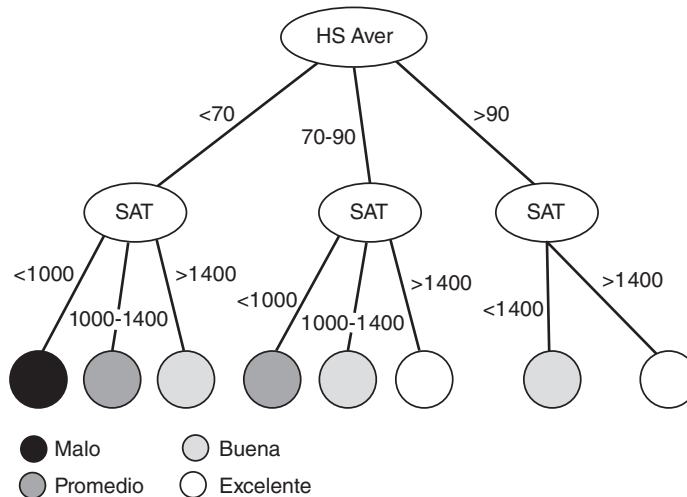 HS Aver
<70
70-90
>90
SAT
SAT
SAT
<1000
1000-1400
>1400
<1000
1000-1400
>1400
<1400
>1400
Malo
Buena
Promedio
Excelente